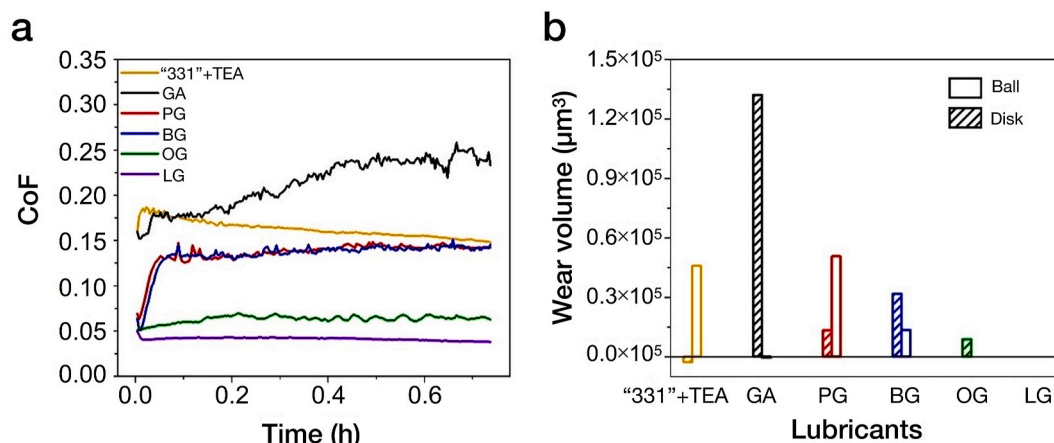 a
0.35
0.30
0.25
0.20
0.15
0.10
0.05
0.00
CoF
"331"+TEA
GA
PG
BG
OG
LG
0.0 0.2 0.4 0.6
Time (h)
b
1.5×10⁵
1.2×10⁵
0.9×10⁵
0.6×10⁵
0.3×10⁵
0.0×10⁵
Wear volume (µm³)
Ball
Disk
"331"+TEA GA PG BG OG LG
Lubricants